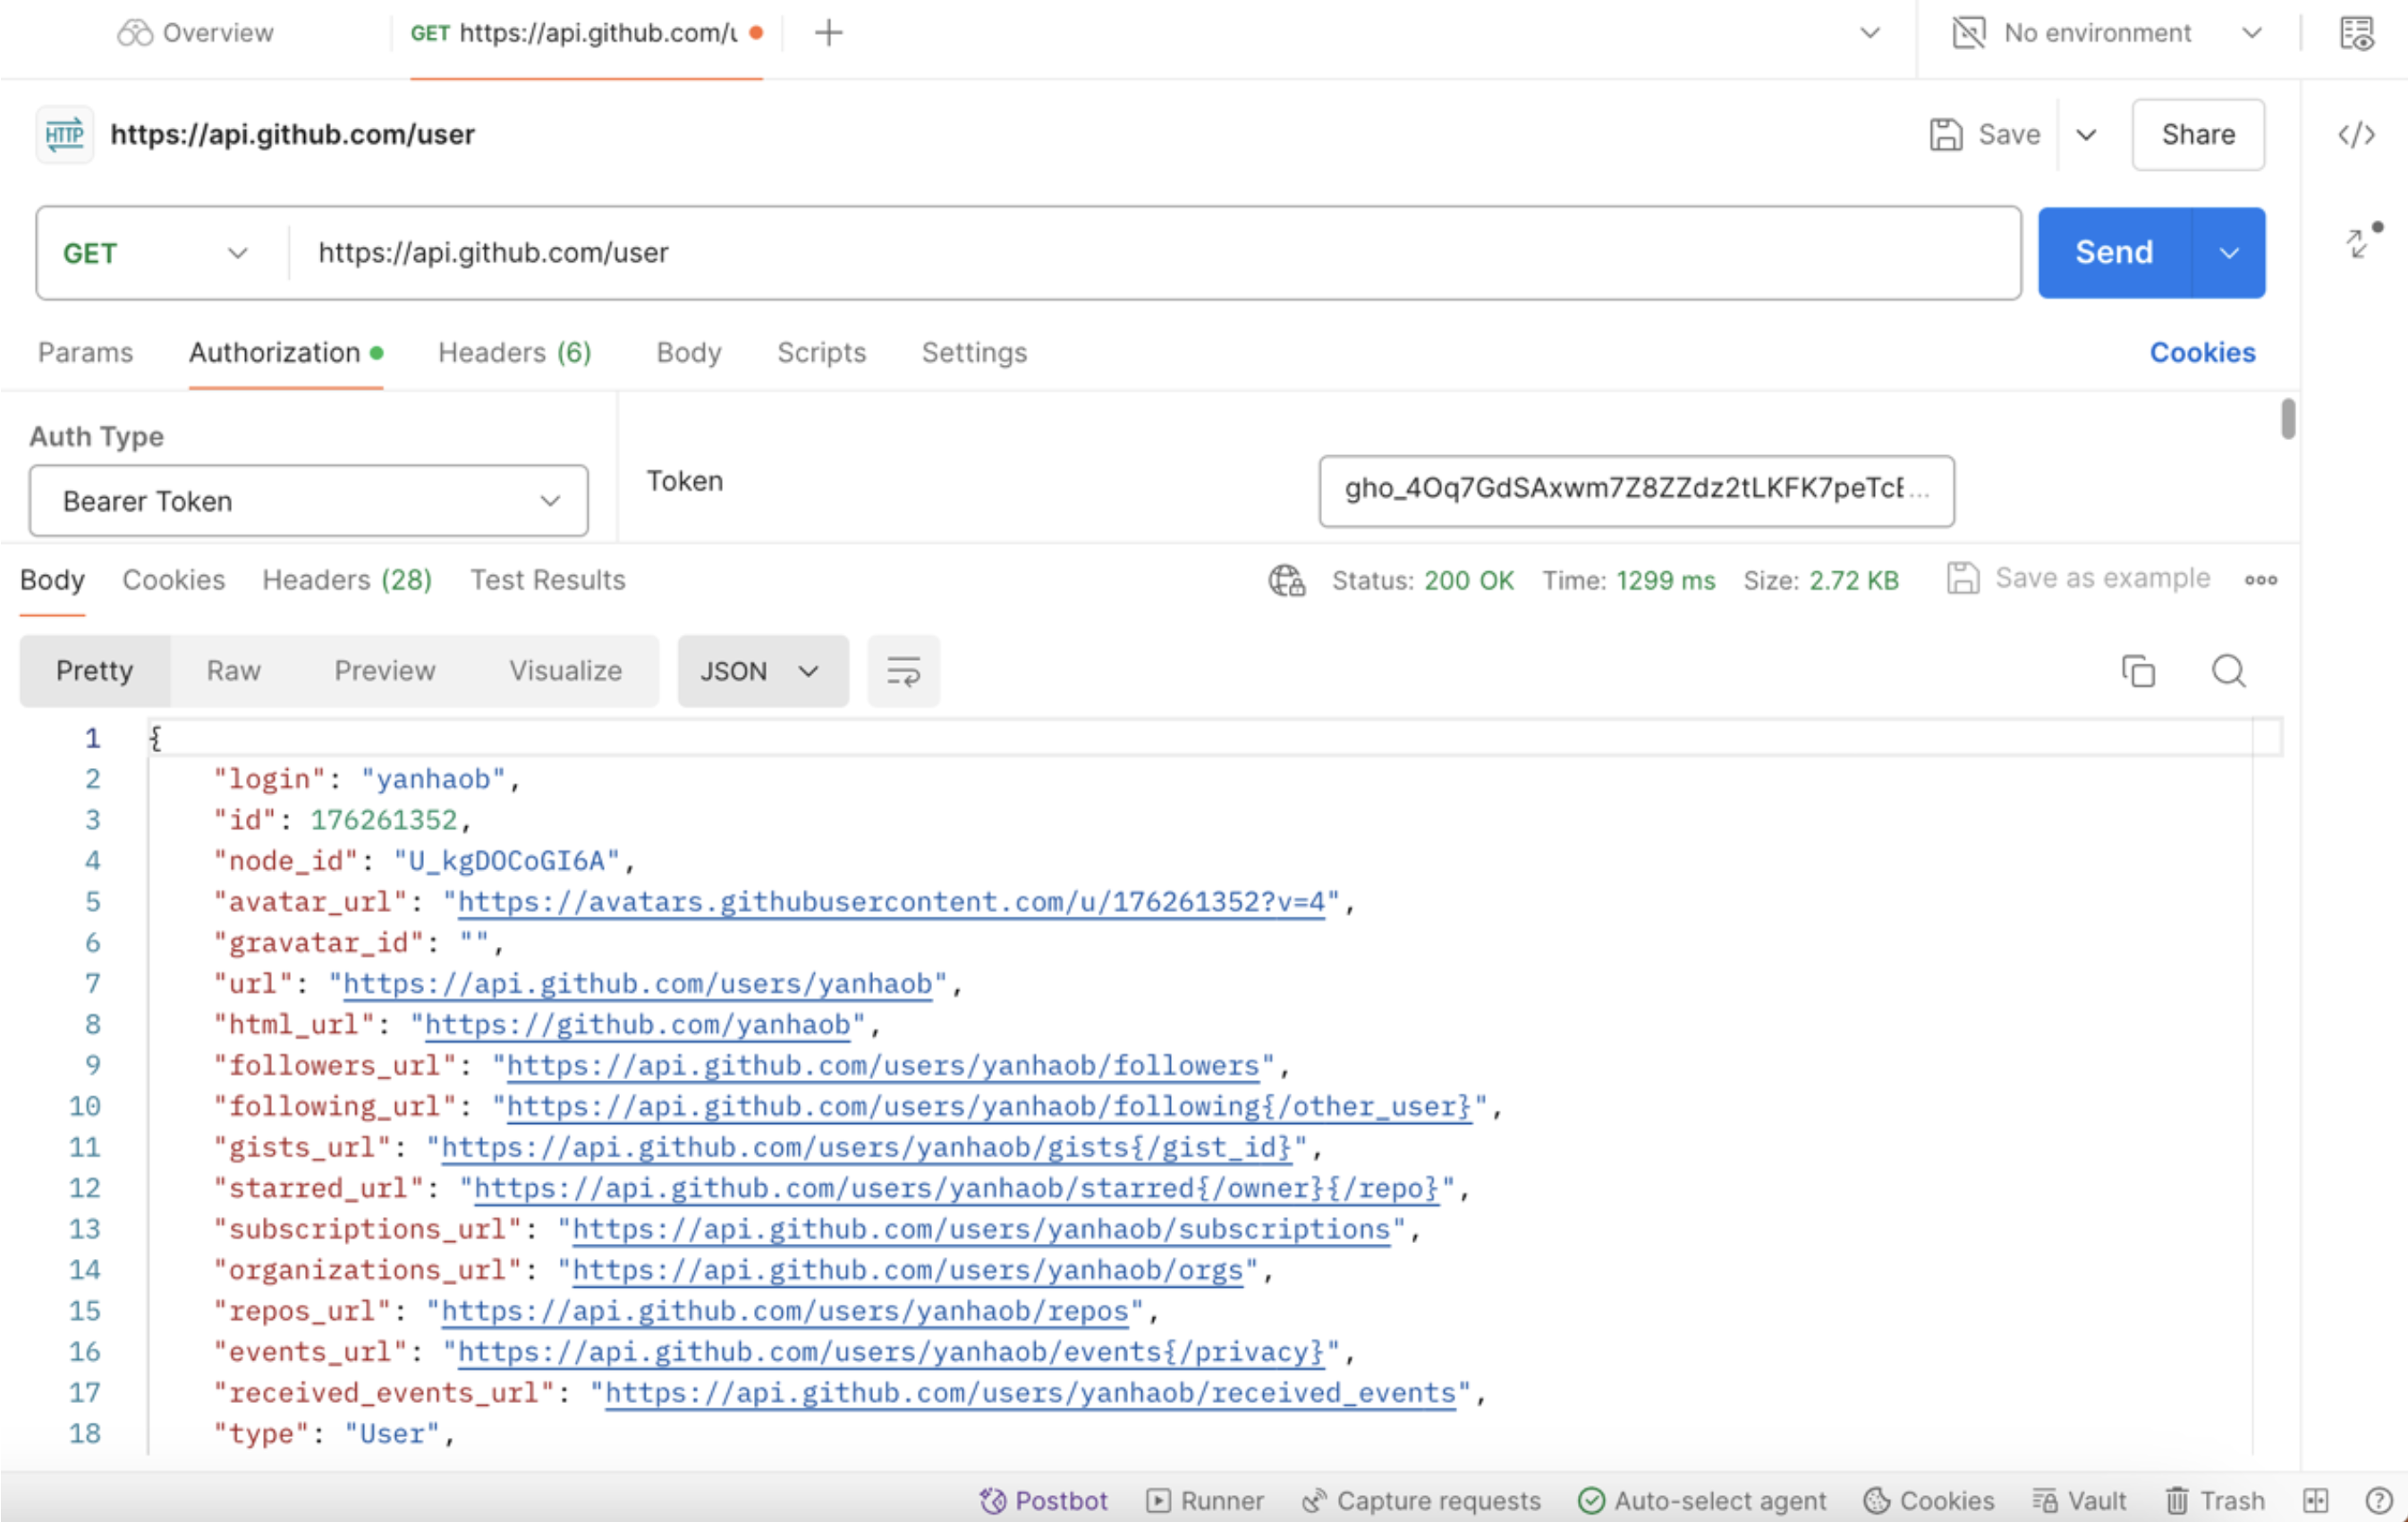 Overview
GET https://api.github.com/u
No environment
HTTP https://api.github.com/user
Save
Share
GET https://api.github.com/user
Send
Params Authorization Headers (6) Body Scripts Settings Cookies
Auth Type
Bearer Token
Token
gho_4Oq7GdSAxwm7Z8ZZdz2tLKFK7peTcE...
Body Cookies Headers (28) Test Results Status: 200 OK Time: 1299 ms Size: 2.72 KB Save as example
Pretty Raw Preview Visualize JSON
1 {
2 "login": "yanhaob",
3 "id": 176261352,
4 "node_id": "U_kgDOCoGI6A",
5 "avatar_url": "https://avatars.githubusercontent.com/u/176261352?v=4",
6 "gravatar_id": "",
7 "url": "https://api.github.com/users/yanhaob",
8 "html_url": "https://github.com/yanhaob",
9 "followers_url": "https://api.github.com/users/yanhaob/followers",
10 "following_url": "https://api.github.com/users/yanhaob/following{/other_user}",
11 "gists_url": "https://api.github.com/users/yanhaob/gists{/gist_id}",
12 "starred_url": "https://api.github.com/users/yanhaob/starred{/owner}{/repo}",
13 "subscriptions_url": "https://api.github.com/users/yanhaob/subscriptions",
14 "organizations_url": "https://api.github.com/users/yanhaob/orgs",
15 "repos_url": "https://api.github.com/users/yanhaob/repos",
16 "events_url": "https://api.github.com/users/yanhaob/events{/privacy}",
17 "received_events_url": "https://api.github.com/users/yanhaob/received_events",
18 "type": "User",
Postbot Runner Capture requests Auto-select agent Cookies Vault Trash